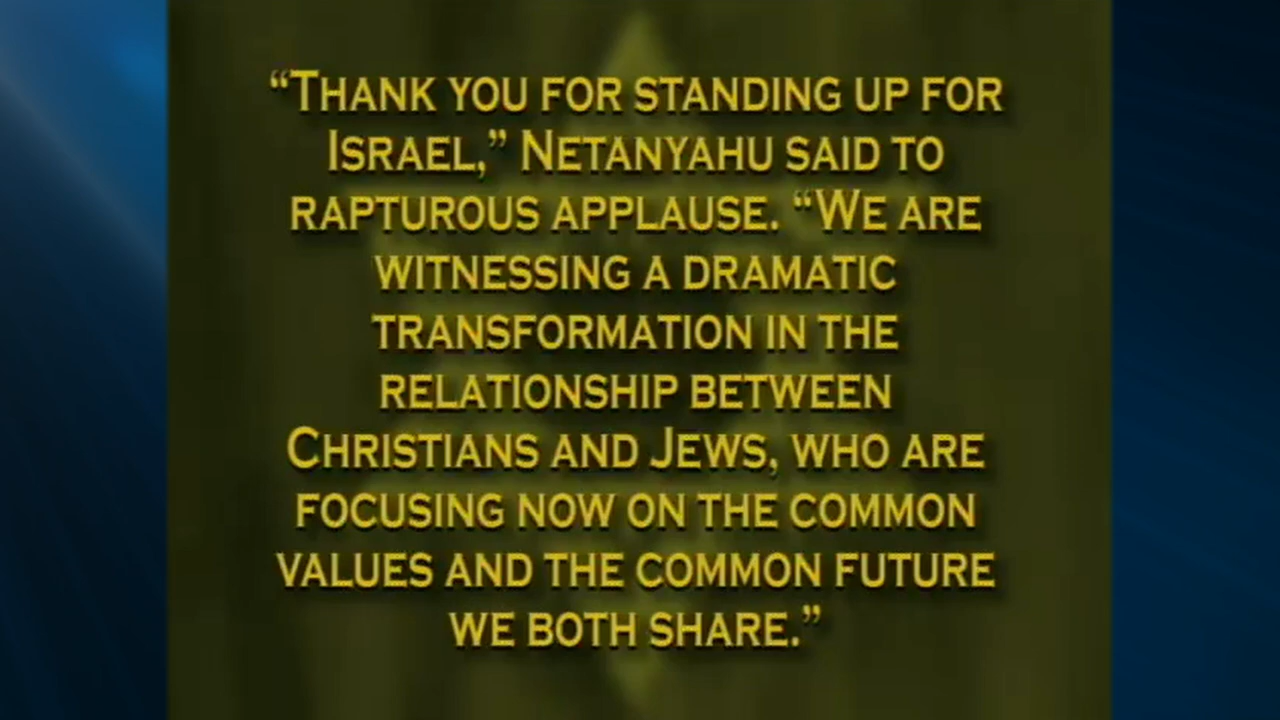 “Thank you for standing up for
Israel,” Netanyahu said to
rapturous applause. “We are
witnessing a dramatic
transformation in the
relationship between
Christians and Jews, who are
focusing now on the common
values and the common future
we both share.”